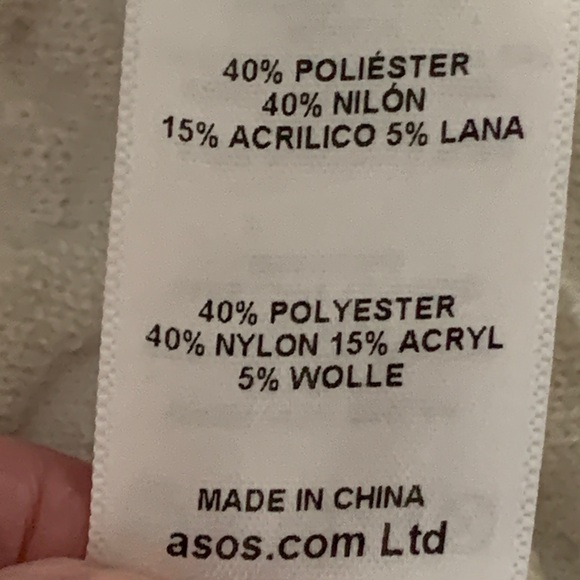 40% POLIÉSTER
40% NILÓN
15% ACRILICO 5% LANA
40% POLYESTER
40% NYLON 15% ACRYL
5% WOLLE
MADE IN CHINA
asos.com Ltd